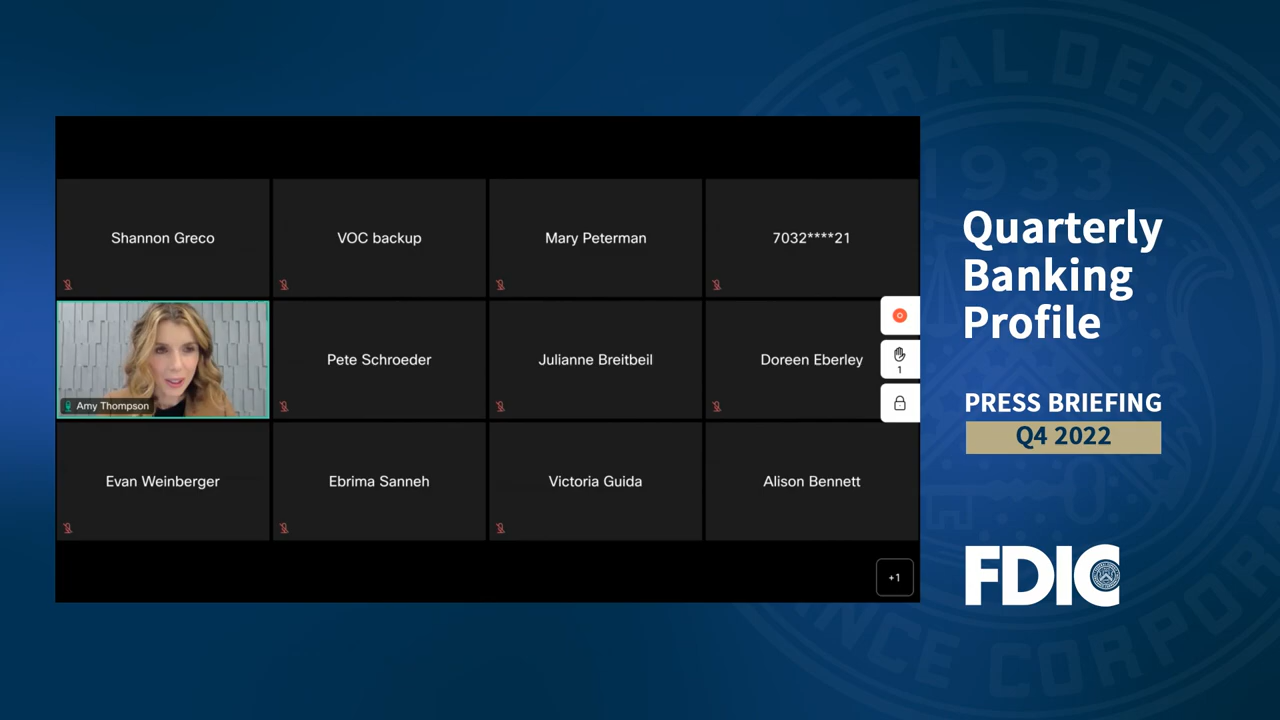 Shannon Greco
VOC backup
Mary Peterman
7032****21
Amy Thompson
Pete Schroeder
Julianne Breitbeil
Doreen Eberley
1
Evan Weinberger
Ebrima Sanneh
Victoria Guida
Alison Bennett
+1
Quarterly
Banking
Profile
PRESS BRIEFING
Q4 2022
FDIC
1933